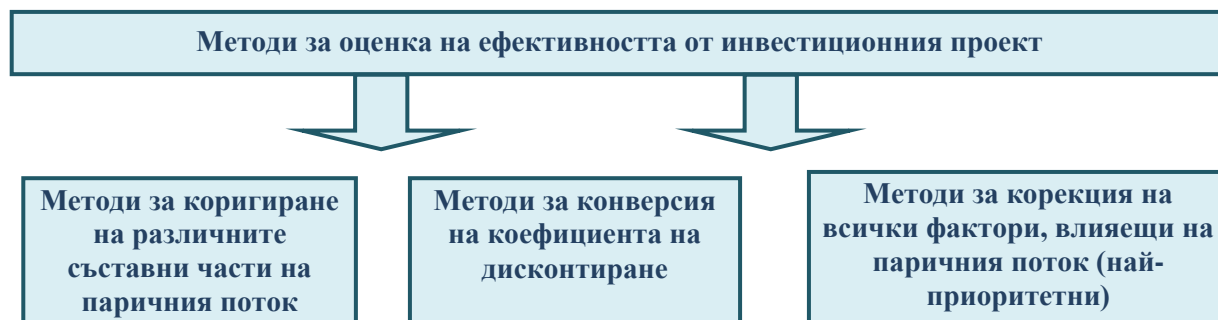 Методи за оценка на ефективността от инвестиционния проект
Методи за коригиране
на различните
съставни части на
паричния поток
Методи за конверсия
на коефициента на
дисконтиране
Методи за корекция на
всички фактори, влияещи на
паричния поток (най-
приоритетни)